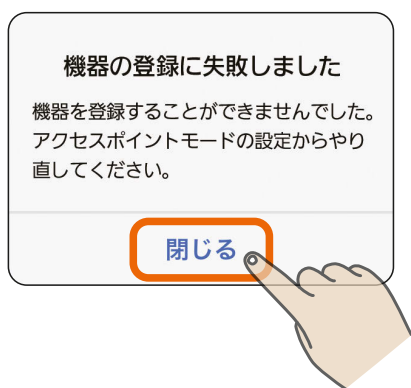 機器の登録に失敗しました
機器を登録することができませんでした。
アクセスポイントモードの設定からやり
直してください。
閉じる